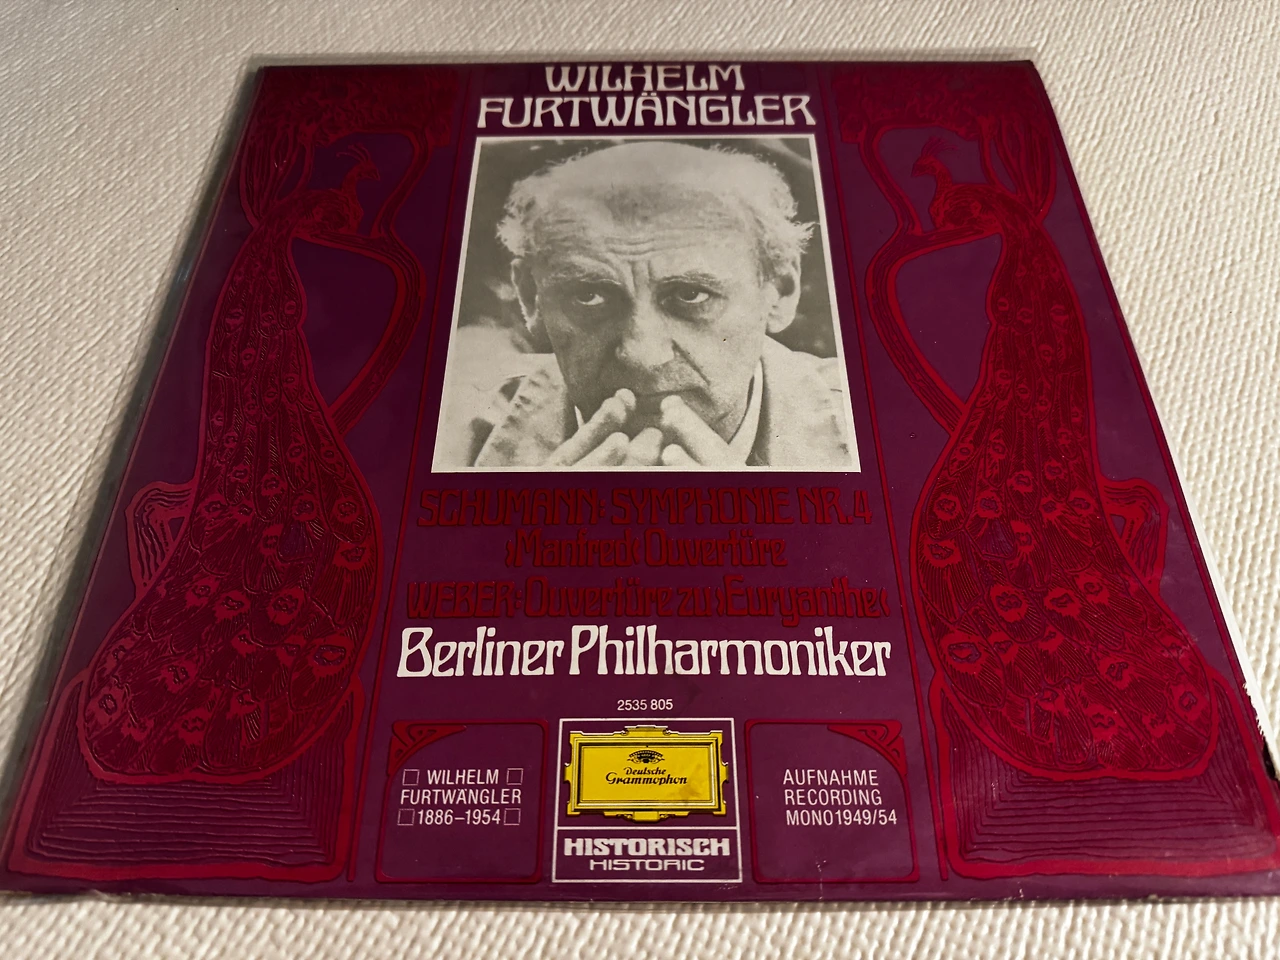 WILHELM
FURTWÄNGLER
SCHUMANN: SYMPHONIE NR. 4
›Manfred‹ Ouvertüre
WEBER: Ouvertüre zu ›Euryanthe‹
Berliner Philharmoniker
2535 805
WILHELM
FURTWÄNGLER
1886–1954
Deutsche
Grammophon
HISTORISCH
HISTORIC
AUFNAHME
RECORDING
MONO 1949/54